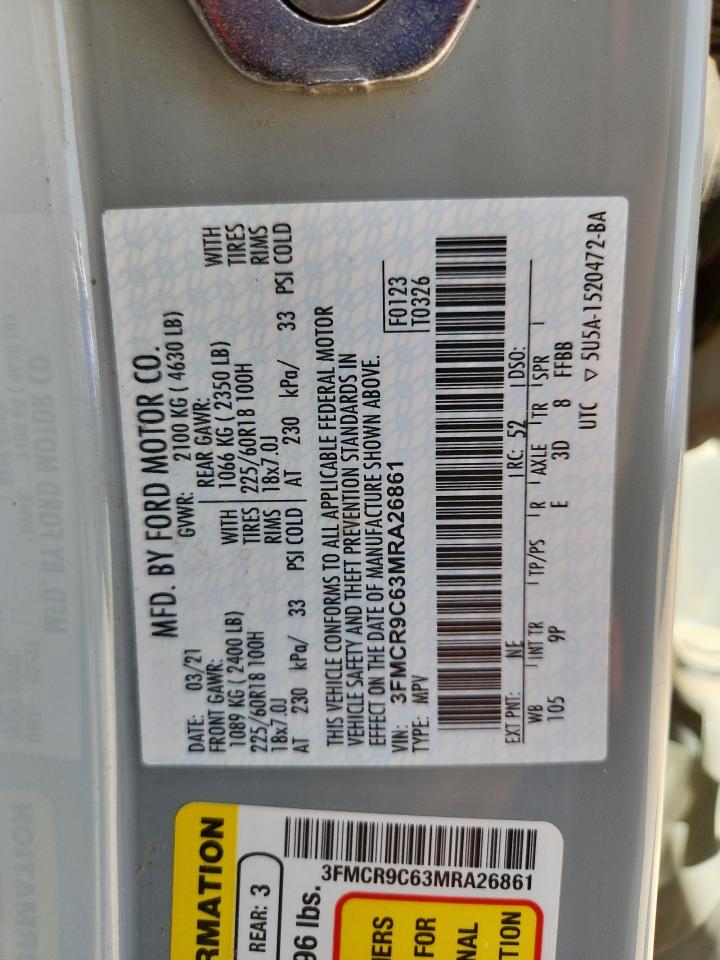 MFD. BY FORD MOTOR CO.
DATE: 03/21 GVWR: 2100 KG ( 4630 LB)
FRONT GAWR: WITH REAR GAWR: WITH
1089 KG ( 2400 LB) TIRES 1066 KG ( 2350 LB) TIRES
225/60R18 100H RIMS 225/60R18 100H RIMS
18x7.0J 18x7.0J
AT 230 kPa/ 33 PSI COLD AT 230 kPa/ 33 PSI COLD
THIS VEHICLE CONFORMS TO ALL APPLICABLE FEDERAL MOTOR
VEHICLE SAFETY AND THEFT PREVENTION STANDARDS IN
EFFECT ON THE DATE OF MANUFACTURE SHOWN ABOVE.
VIN: 3FMCR9C63MRA26861 F0123
TYPE: MPV T0326
EXT PNT: NE RC: 52 DSO:
WB INT TR TP/PS R AXLE TR SPR
105 9P E 3D 8 FFBB
UTC ▽ 5U5A-1520472-BA
RMATION
REAR: 3
96 lbs.
3FMCR9C63MRA26861
IERS
FOR
NAL
TION